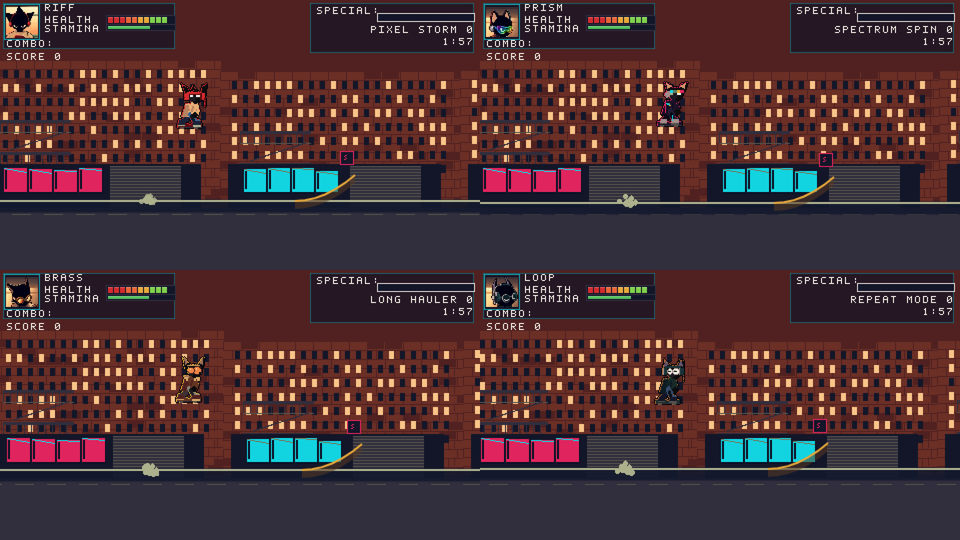 RIFF
HEALTH
STAMINA
COMBO:
SCORE 0
SPECIAL:
PIXEL STORM 0
1:57
PRISM
HEALTH
STAMINA
COMBO:
SCORE 0
SPECIAL:
SPECTRUM SPIN 0
1:57
BRASS
HEALTH
STAMINA
COMBO:
SCORE 0
SPECIAL:
LONG HAULER 0
1:57
LOOP
HEALTH
STAMINA
COMBO:
SCORE 0
SPECIAL:
REPEAT MODE 0
1:57